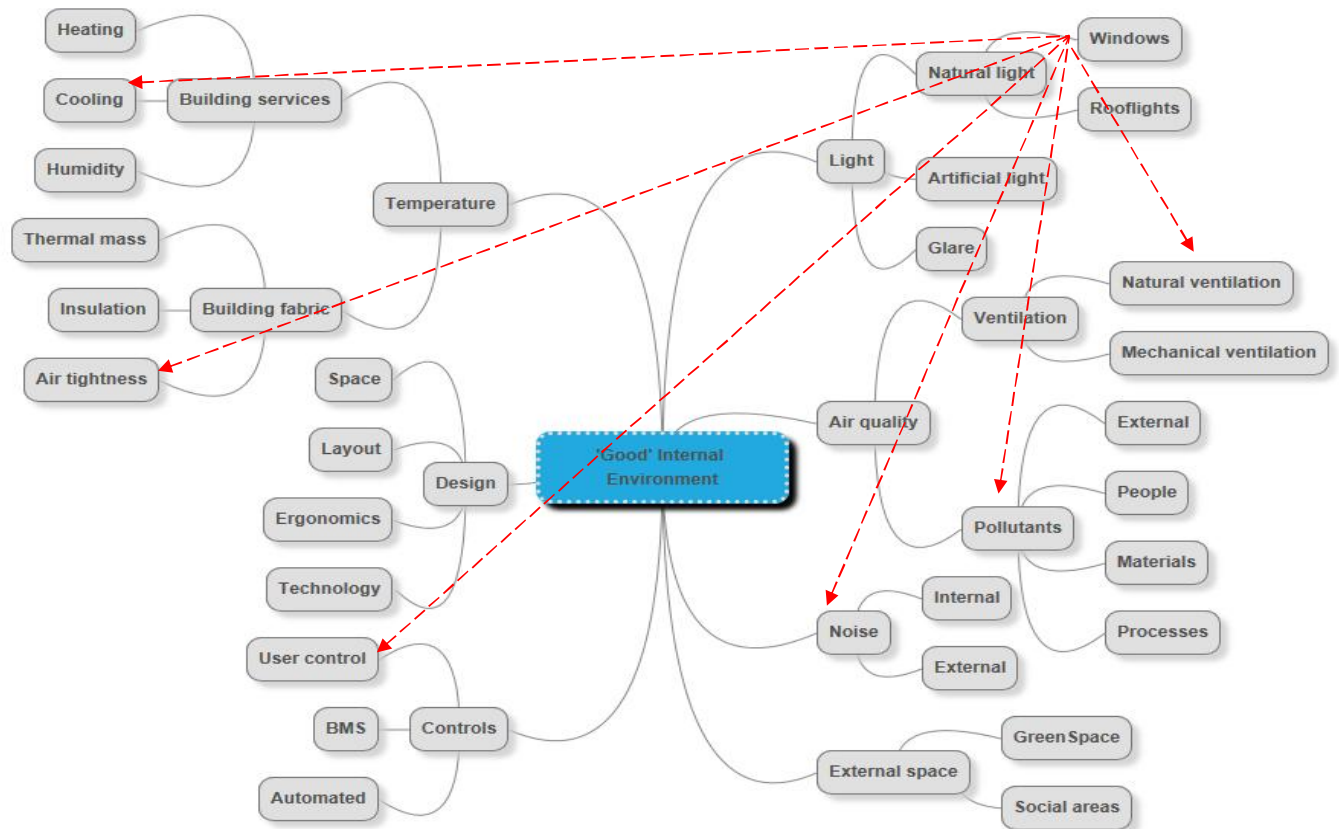 Heating
Cooling
Humidity
Building services
Thermal mass
Insulation
Air tightness
Building fabric
Temperature
Space
Layout
Ergonomics
Technology
Design
User control
BMS
Automated
Controls
'Good' Internal
Environment
Light
Natural light
Windows
Rooflights
Artificial light
Glare
Air quality
Ventilation
Natural ventilation
Mechanical ventilation
Pollutants
External
People
Materials
Processes
Noise
Internal
External
External space
Green Space
Social areas